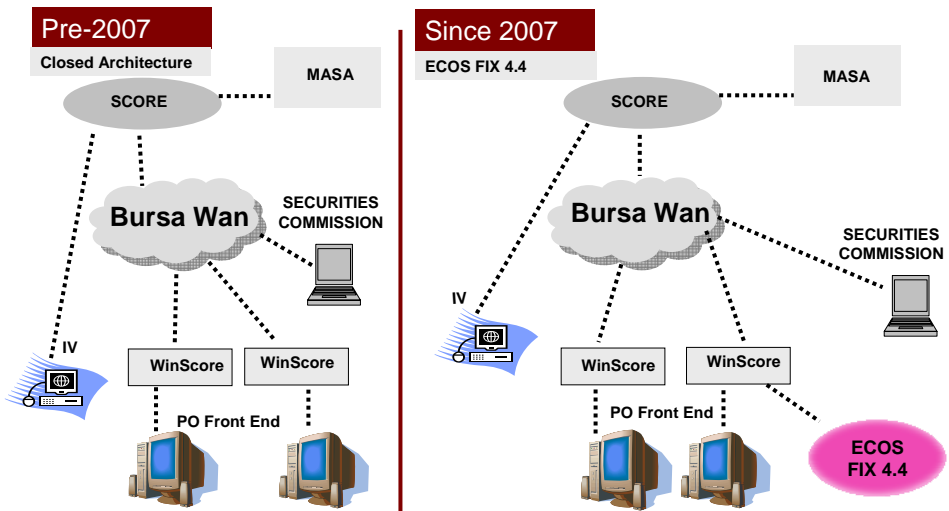 Pre-2007
Closed Architecture
MASA
SCORE
Bursa Wan
SECURITIES
COMMISSION
IV
WinScore
WinScore
PO Front End
Since 2007
ECOS FIX 4.4
MASA
SCORE
Bursa Wan
SECURITIES
COMMISSION
IV
WinScore
WinScore
PO Front End
ECOS
FIX 4.4